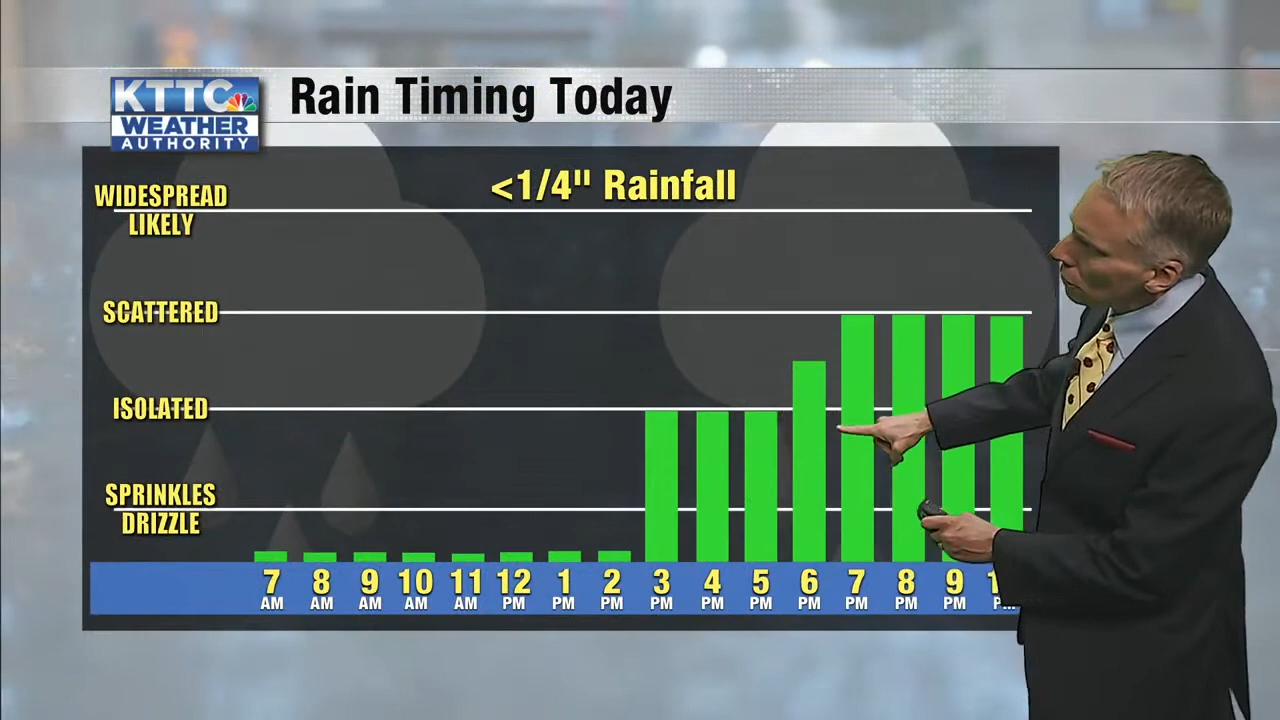 KTTC
WEATHER
AUTHORITY
Rain Timing Today
<1/4" Rainfall
WIDESPREAD
LIKELY
SCATTERED
ISOLATED
SPRINKLES
DRIZZLE
7 8 9 10 11 12 1 2 3 4 5 6 7 8 9
AM AM AM AM AM PM PM PM PM PM PM PM PM PM PM